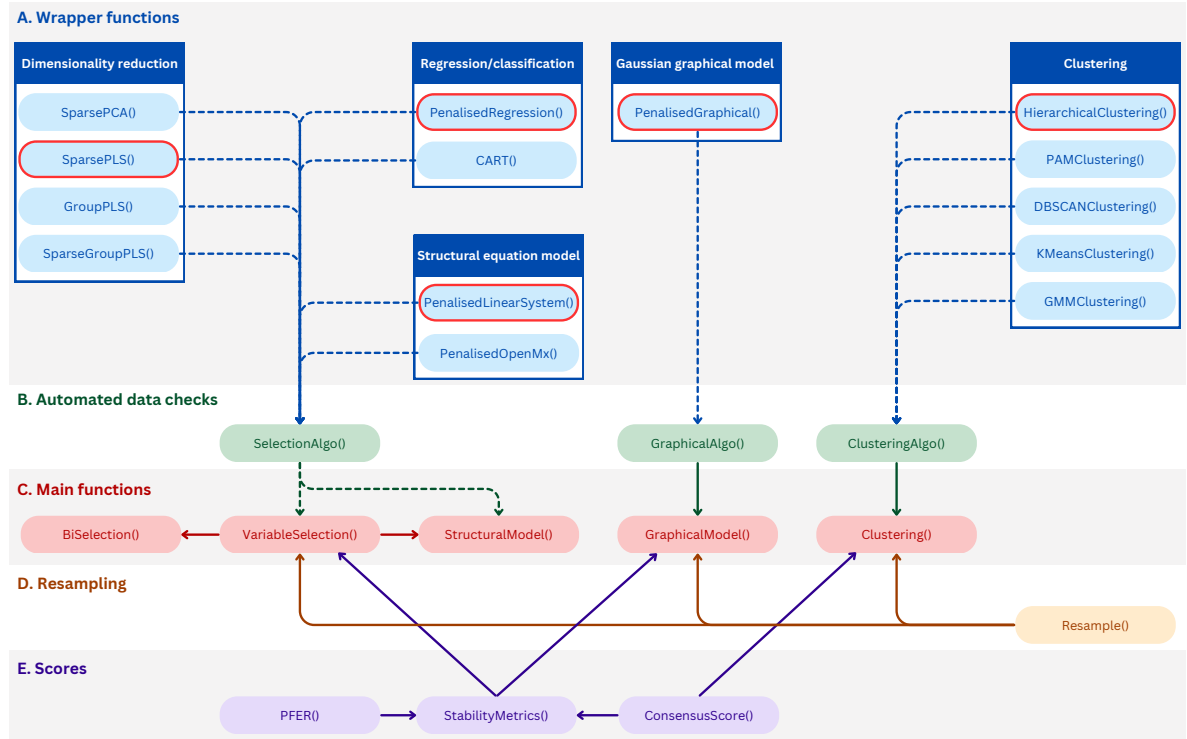 A. Wrapper functions
Dimensionality reduction
SparsePCA()
SparsePLS()
GroupPLS()
SparseGroupPLS()
Regression/classification
PenalisedRegression()
CART()
Structural equation model
PenalisedLinearSystem()
PenalisedOpenMx()
Gaussian graphical model
PenalisedGraphical()
Clustering
HierarchicalClustering()
PAMClustering()
DBSCANClustering()
KMeansClustering()
GMMClustering()
B. Automated data checks
SelectionAlgo()
GraphicalAlgo()
ClusteringAlgo()
C. Main functions
BiSelection()
VariableSelection()
StructuralModel()
GraphicalModel()
Clustering()
D. Resampling
Resample()
E. Scores
PFER()
StabilityMetrics()
ConsensusScore()